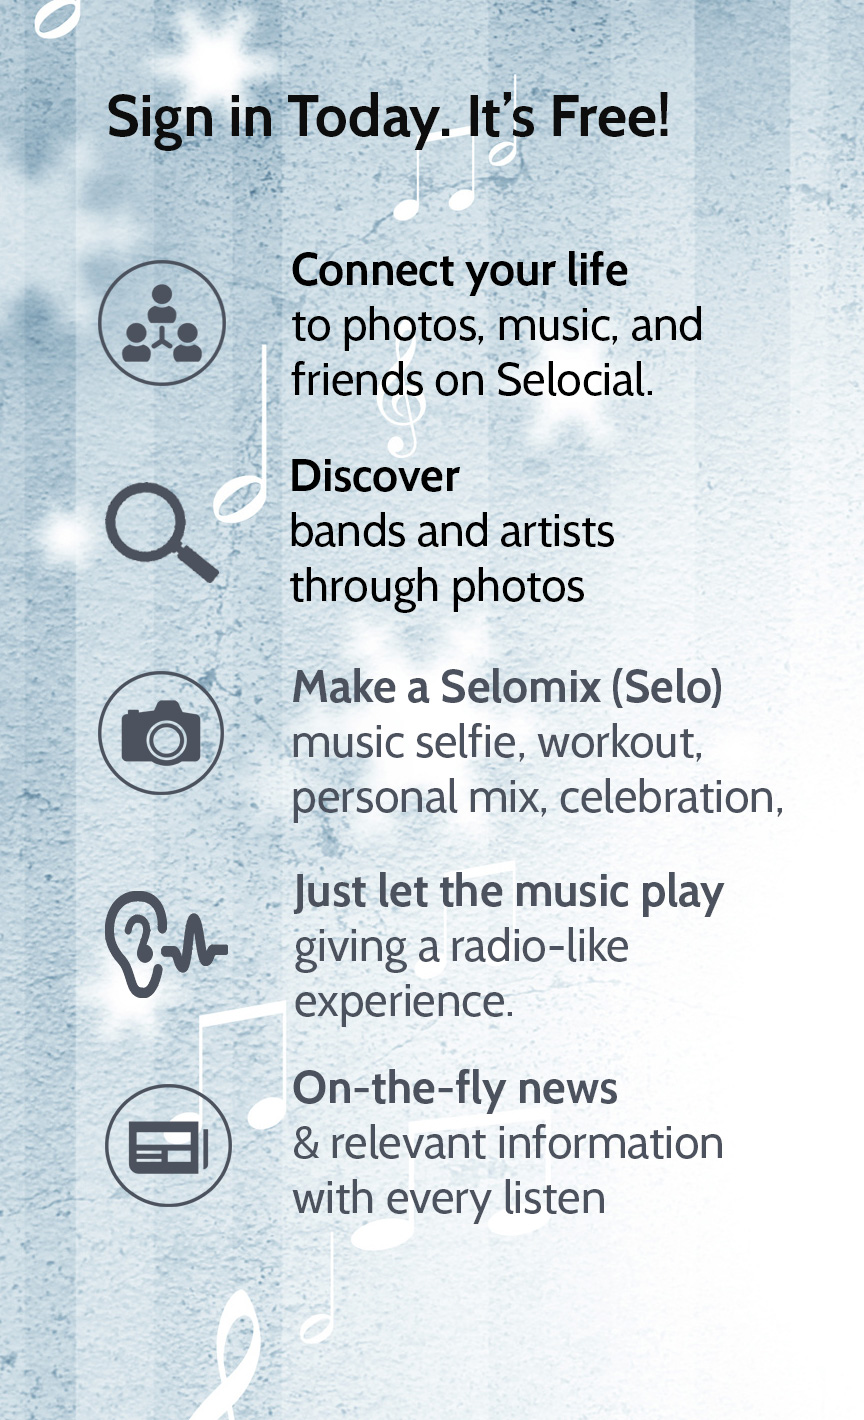 Sign in Today. It's Free!
Connect your life
to photos, music, and
friends on Selocial.
Discover
bands and artists
through photos
Make a Selomix (Selo)
music selfie, workout,
personal mix, celebration,
Just let the music play
giving a radio-like
experience.
On-the-fly news
& relevant information
with every listen